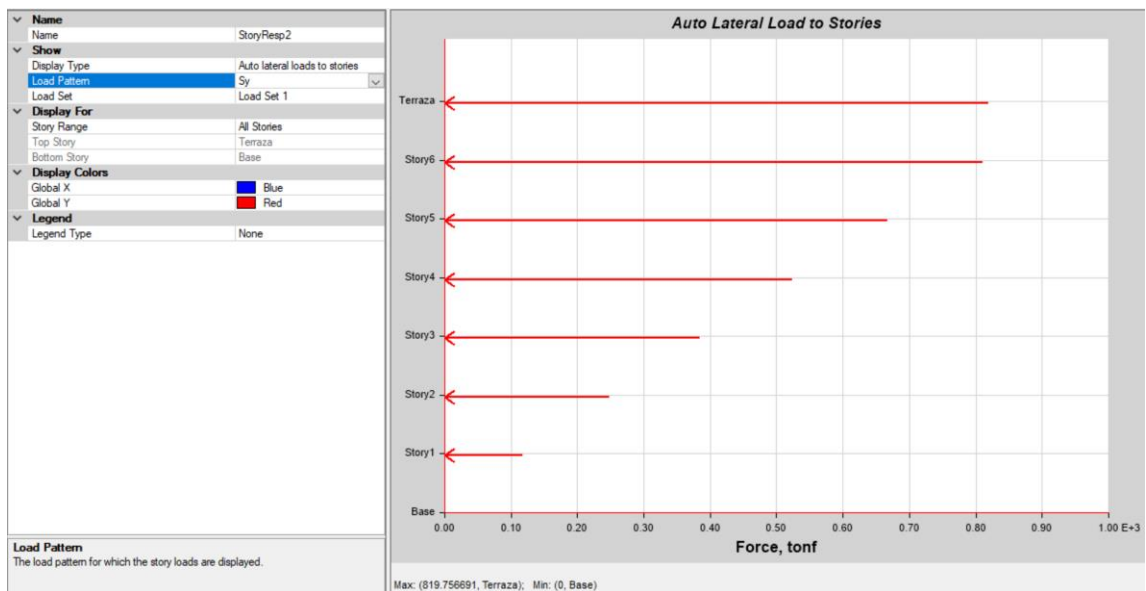 Name
Name StoryResp2
Show
Display Type Auto lateral loads to stories
Load Pattern Sy
Load Set Load Set 1
Display For
Story Range All Stories
Top Story Terraza
Bottom Story Base
Display Colors
Global X Blue
Global Y Red
Legend
Legend Type None
Load Pattern
The load pattern for which the story loads are displayed.
Auto Lateral Load to Stories
Terraza
Story6
Story5
Story4
Story3
Story2
Story1
Base
0.00 0.10 0.20 0.30 0.40 0.50 0.60 0.70 0.80 0.90 1.00 E+3
Force, tonf
Max: (819.756691, Terraza); Min: (0, Base)